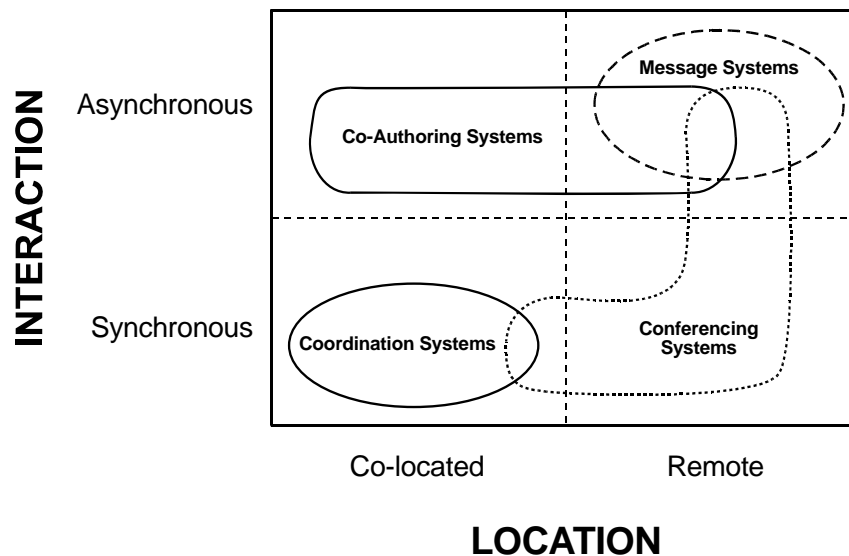 INTERACTION
Asynchronous
Synchronous
Message Systems
Co-Authoring Systems
Coordination Systems
Conferencing
Systems
Co-located
Remote
LOCATION